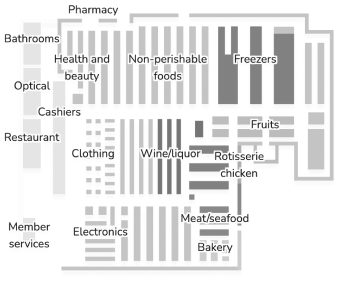 Pharmacy
Bathrooms
Health and
beauty
Non-perishable
foods
Freezers
Optical
Cashiers
Restaurant
Fruits
Clothing
Wine/liquor
Rotisserie
chicken
Member
services
Electronics
Meat/seafood
Bakery